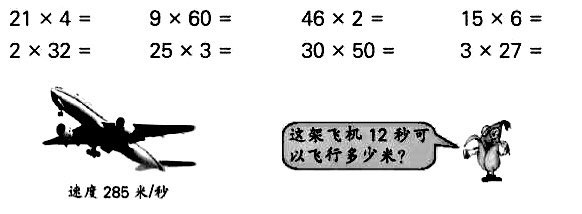 21 × 4 = 9 × 60 = 46 × 2 = 15 × 6 =
2 × 32 = 25 × 3 = 30 × 50 = 3 × 27 =
这架飞机 12 秒可
以飞行多少米?
速度 285 米/秒